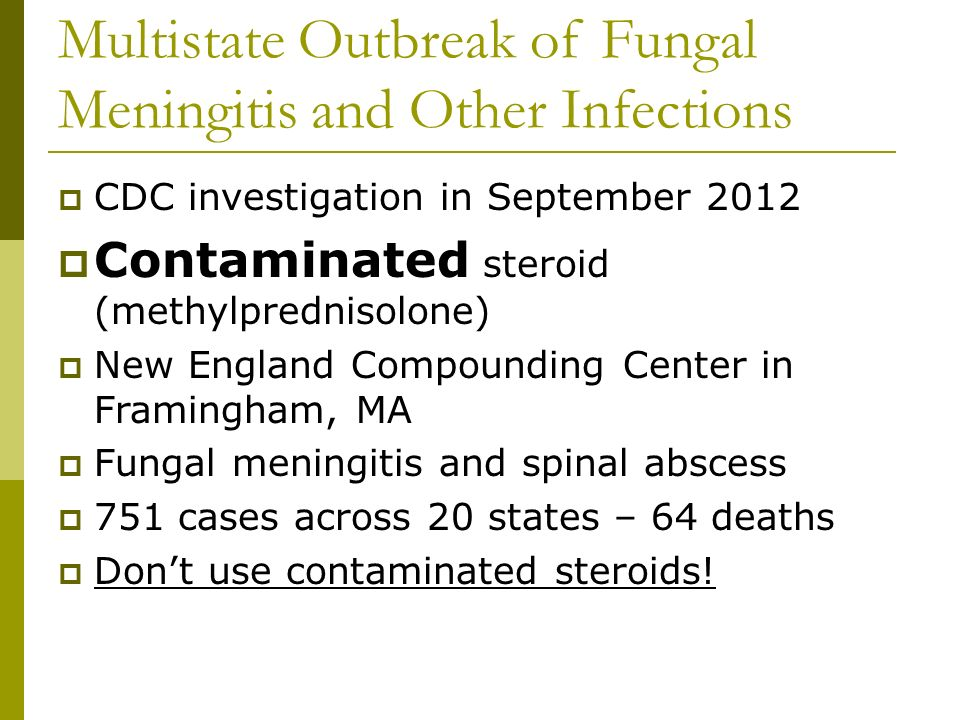 Multistate Outbreak of Fungal
Meningitis and Other Infections
CDC investigation in September 2012
Contaminated steroid
(methylprednisolone)
New England Compounding Center in
Framingham, MA
Fungal meningitis and spinal abscess
751 cases across 20 states – 64 deaths
Don’t use contaminated steroids!